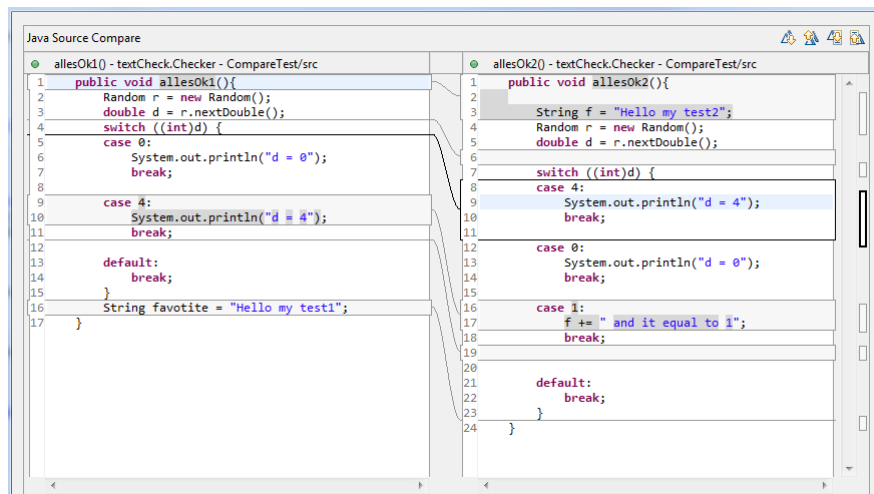 Java Source Compare
allesOk1() - textCheck.Checker - CompareTest/src
1 public void allesOk1(){
2 Random r = new Random();
3 double d = r.nextDouble();
4 switch ((int)d) {
5 case 0:
6 System.out.println("d = 0");
7 break;
8
9 case 4:
10 System.out.println("d = 4");
11 break;
12
13 default:
14 break;
15 }
16 String favotite = "Hello my test1";
17 }
allesOk2() - textCheck.Checker - CompareTest/src
1 public void allesOk2(){
2
3 String f = "Hello my test2";
4 Random r = new Random();
5 double d = r.nextDouble();
6
7 switch ((int)d) {
8 case 4:
9 System.out.println("d = 4");
10 break;
11
12 case 0:
13 System.out.println("d = 0");
14 break;
15
16 case 1:
17 f += " and it equal to 1";
18 break;
19
20
21 default:
22 break;
23 }
24 }